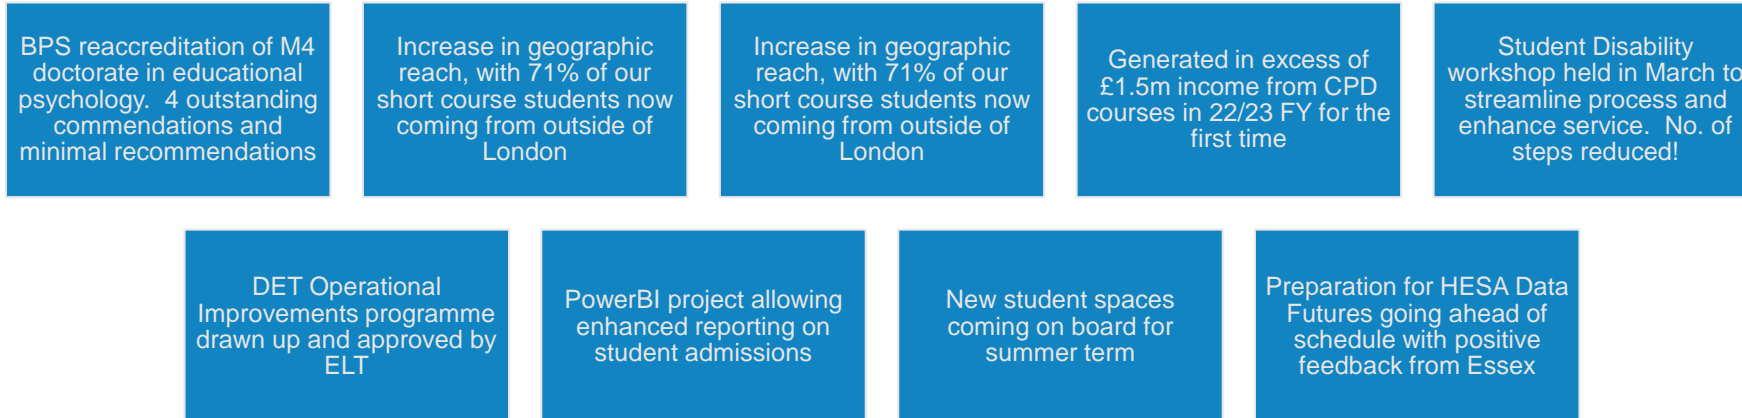 BPS reaccreditation of M4
doctorate in educational
psychology.  4 outstanding
commendations and
minimal recommendations
Increase in geographic
reach, with 71% of our
short course students now
coming from outside of
London
Increase in geographic
reach, with 71% of our
short course students now
coming from outside of
London
Generated in excess of
£1.5m income from CPD
courses in 22/23 FY for the
first time
Student Disability
workshop held in March to
streamline process and
enhance service.  No. of
steps reduced!
DET Operational
Improvements programme
drawn up and approved by
ELT
PowerBI project allowing
enhanced reporting on
student admissions
New student spaces
coming on board for
summer term
Preparation for HESA Data
Futures going ahead of
schedule with positive
feedback from Essex